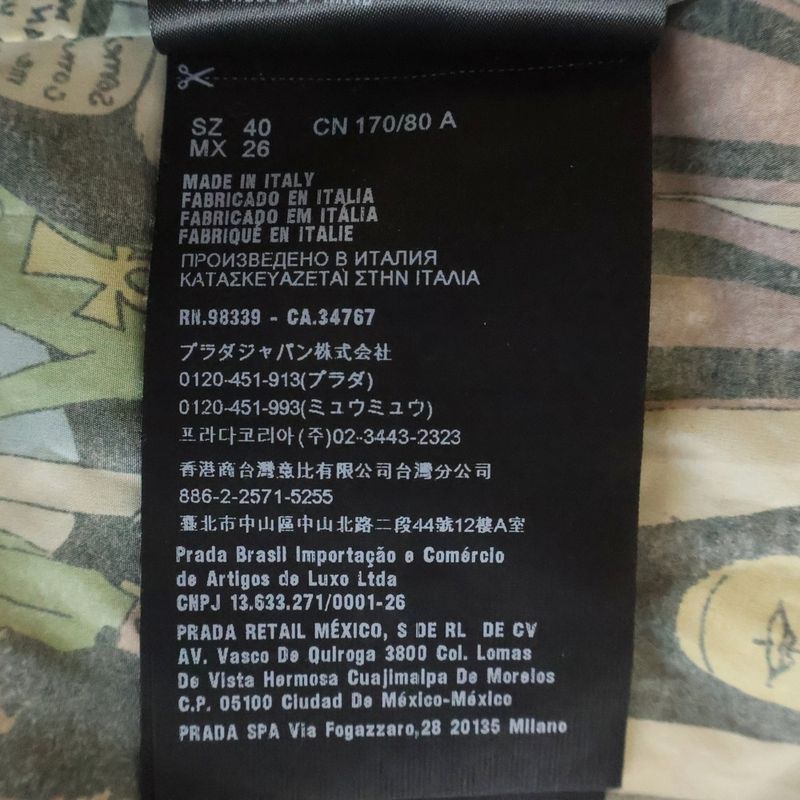 SZ 40 CN 170/80 A
MX 26
MADE IN ITALY
FABRICADO EN ITALIA
FABRICADO EM ITÁLIA
FABRIQUÉ EN ITALIE
ПРОИЗВЕДЕНО В ИТАЛИЯ
ΚΑΤΑΣΚΕΥΑΖΕΤΑΙ ΣΤΗΝ ΙΤΑΛΙΑ
RN.98339 - CA.34767
プラダジャパン株式会社
0120-451-913(プラダ)
0120-451-993(ミュウミュウ)
프라다코리아(주)02-3443-2323
香港商台灣意比有限公司台灣分公司
886-2-2571-5255
臺北市中山區中山北路二段44號12樓A室
Prada Brasil Importação e Comércio
de Artigos de Luxo Ltda
CNPJ 13.633.271/0001-26
PRADA RETAIL MÉXICO, S DE RL DE CV
AV. Vasco De Quiroga 3800 Col. Lomas
De Vista Hermosa Cuajimalpa De Morelos
C.P. 05100 Ciudad De México-México
PRADA SPA Via Fogazzaro,28 20135 Milano